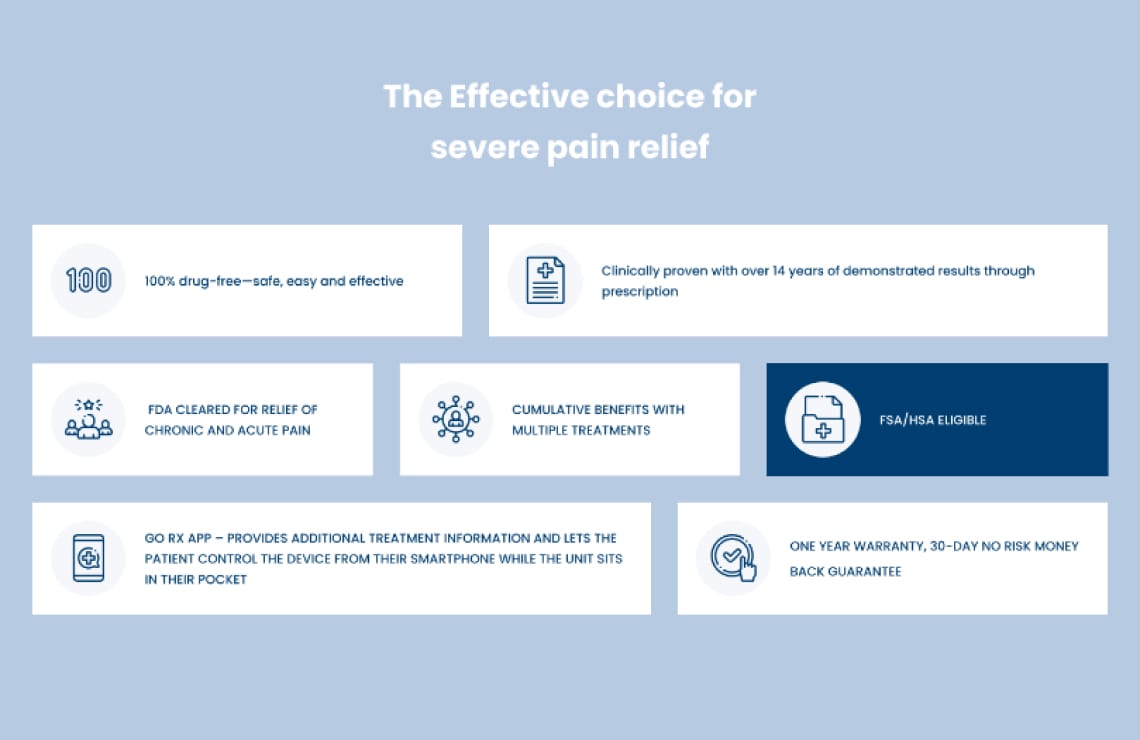 The Effective choice for
severe pain relief
100
100% drug-free—safe, easy and effective
Clinically proven with over 14 years of demonstrated results through
prescription
FDA CLEARED FOR RELIEF OF
CHRONIC AND ACUTE PAIN
CUMULATIVE BENEFITS WITH
MULTIPLE TREATMENTS
FSA/HSA ELIGIBLE
GO RX APP – PROVIDES ADDITIONAL TREATMENT INFORMATION AND LETS THE
PATIENT CONTROL THE DEVICE FROM THEIR SMARTPHONE WHILE THE UNIT SITS
IN THEIR POCKET
ONE YEAR WARRANTY, 30-DAY NO RISK MONEY
BACK GUARANTEE